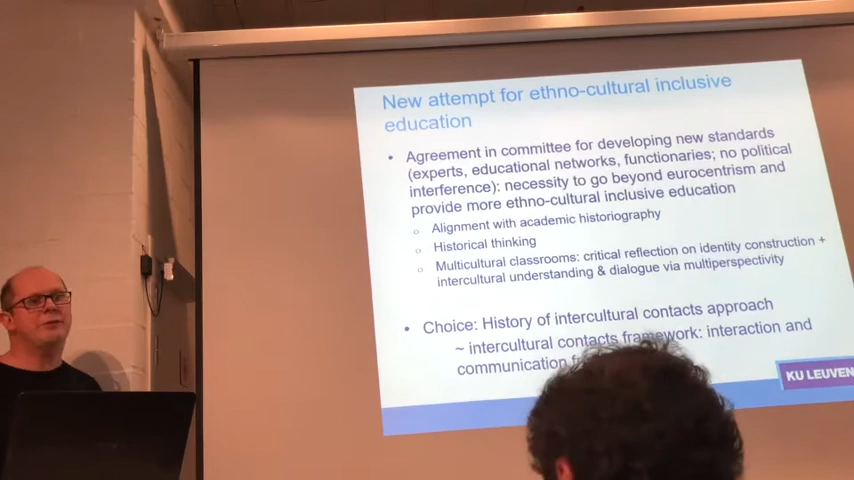 New attempt for ethno-cultural inclusive
education
• Agreement in committee for developing new standards
(experts, educational networks, functionaries; no political
interference): necessity to go beyond eurocentrism and
provide more ethno-cultural inclusive education
○ Alignment with academic historiography
○ Historical thinking
○ Multicultural classrooms: critical reflection on identity construction +
intercultural understanding & dialogue via multiperspectivity
• Choice: History of intercultural contacts approach
~ intercultural contacts framework: interaction and
communication
KU LEUVEN